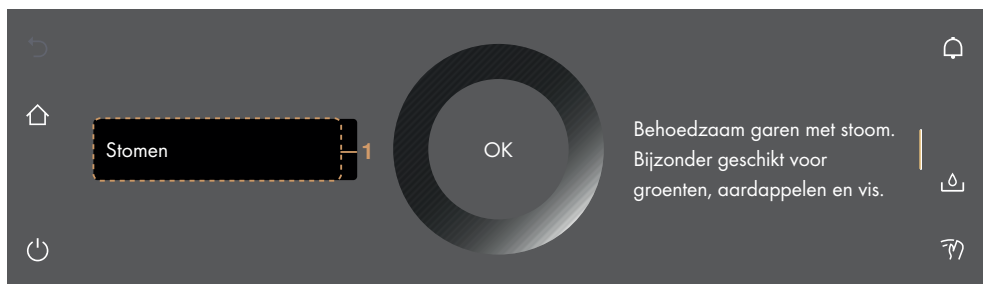 Stomen
1
OK
Behoedzaam garen met stoom.
Bijzonder geschikt voor
groenten, aardappelen en vis.